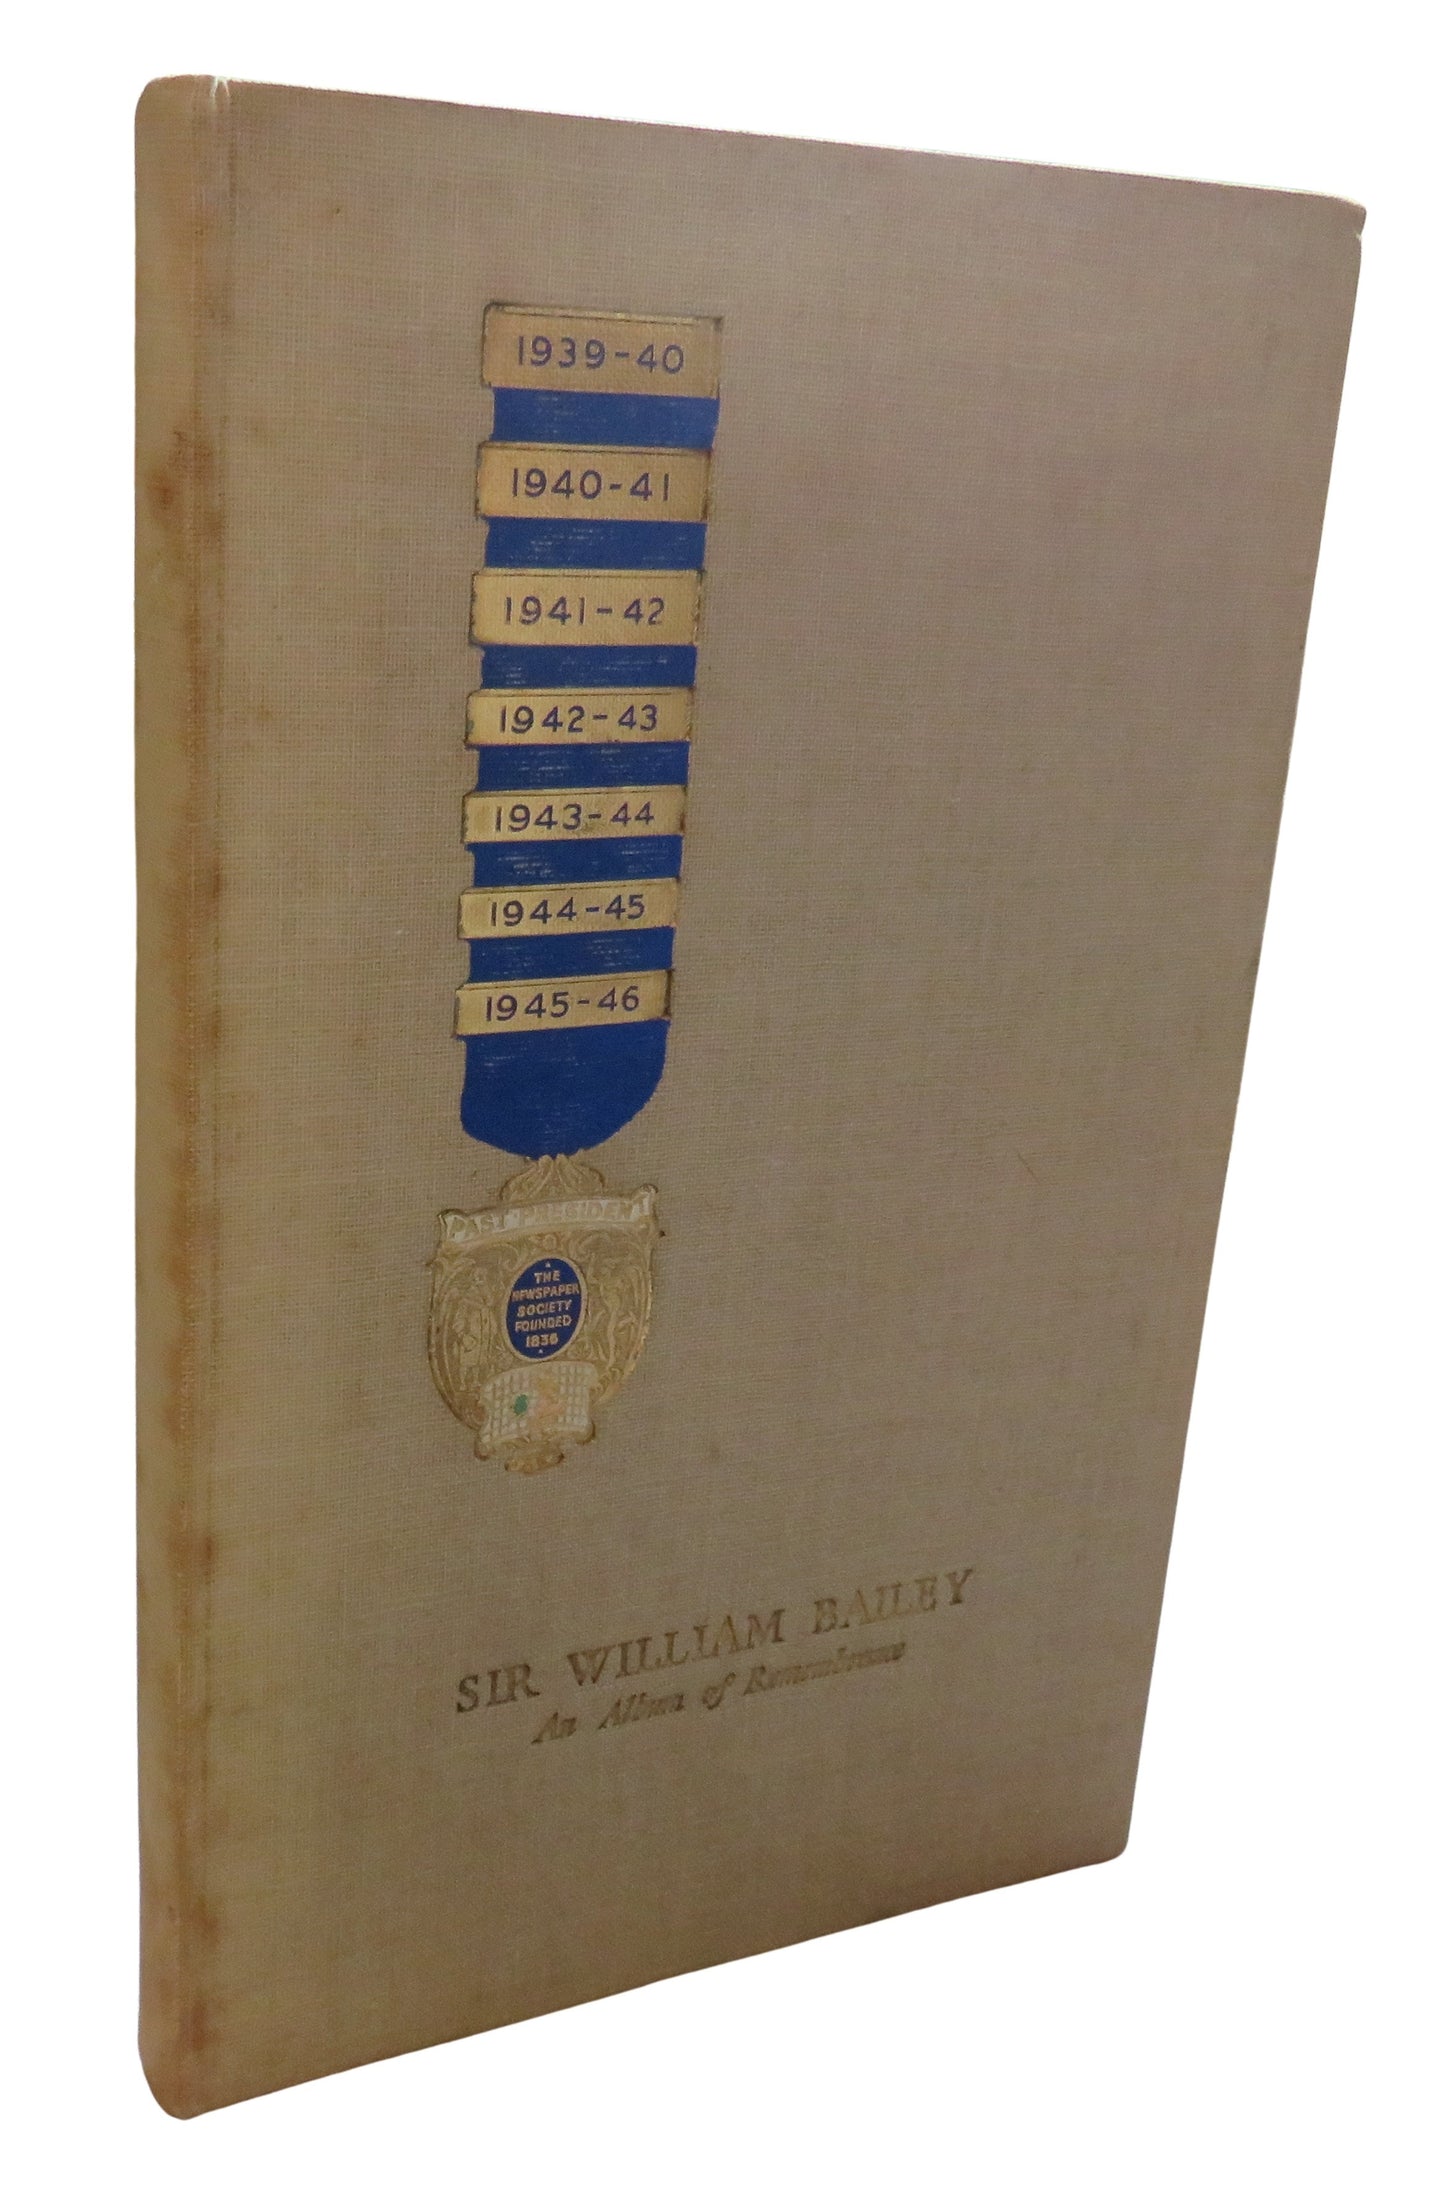 1939-40
1940-41
1941-42
1942-43
1943-44
1944-45
1945-46
PAST PRESIDENT
THE
NEWSPAPER
SOCIETY
FOUNDED
1836
SIR WILLIAM BAILEY
An Album of Remembrance